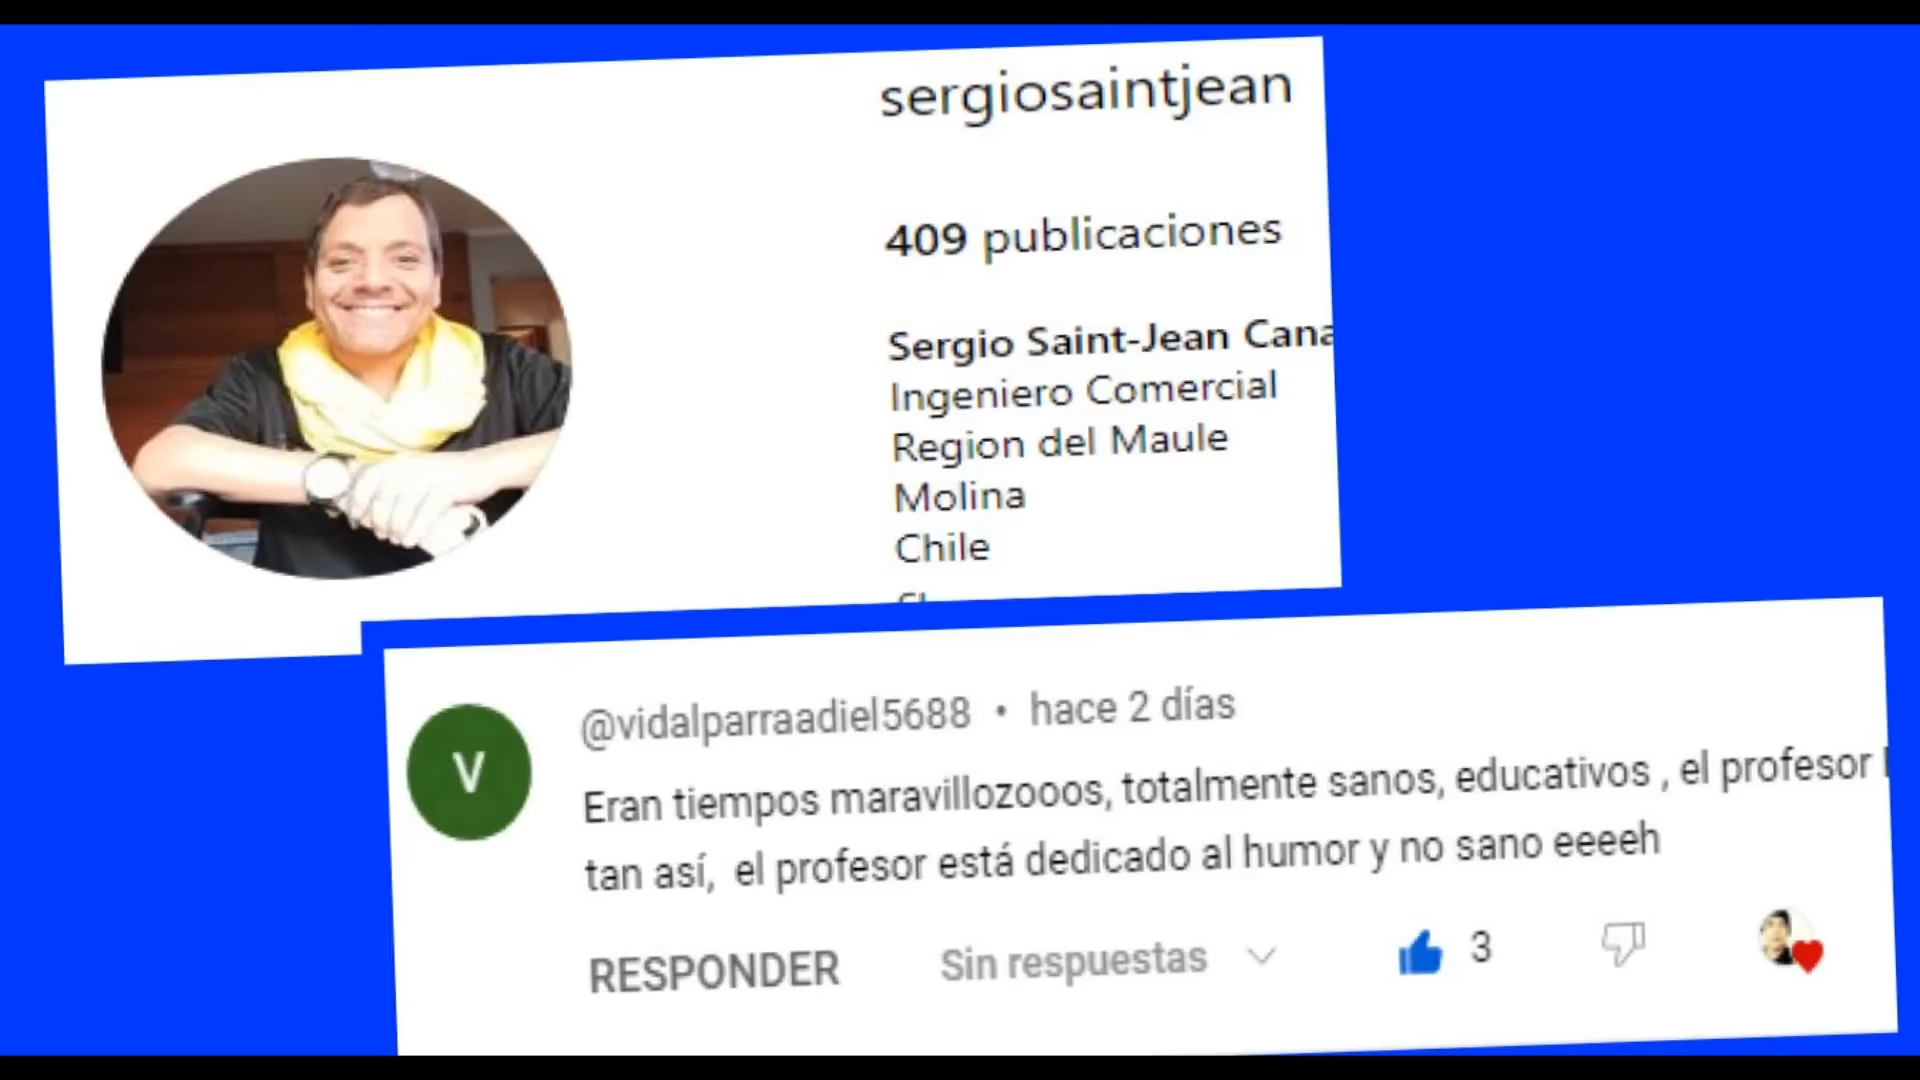 sergiosaintjean
409 publicaciones
Sergio Saint-Jean Cana
Ingeniero Comercial
Region del Maule
Molina
Chile
V
@vidalparraadiel5688 • hace 2 días
Eran tiempos maravillozooos, totalmente sanos, educativos , el profesor
tan así, el profesor está dedicado al humor y no sano eeeeh
RESPONDER Sin respuestas 3